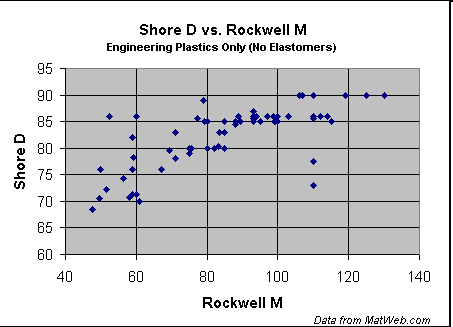 Shore D vs. Rockwell M
Engineering Plastics Only (No Elastomers)
95
90
85
80
75
70
65
60
Shore D
40 60 80 100 120 140
Rockwell M
Data from MatWeb.com